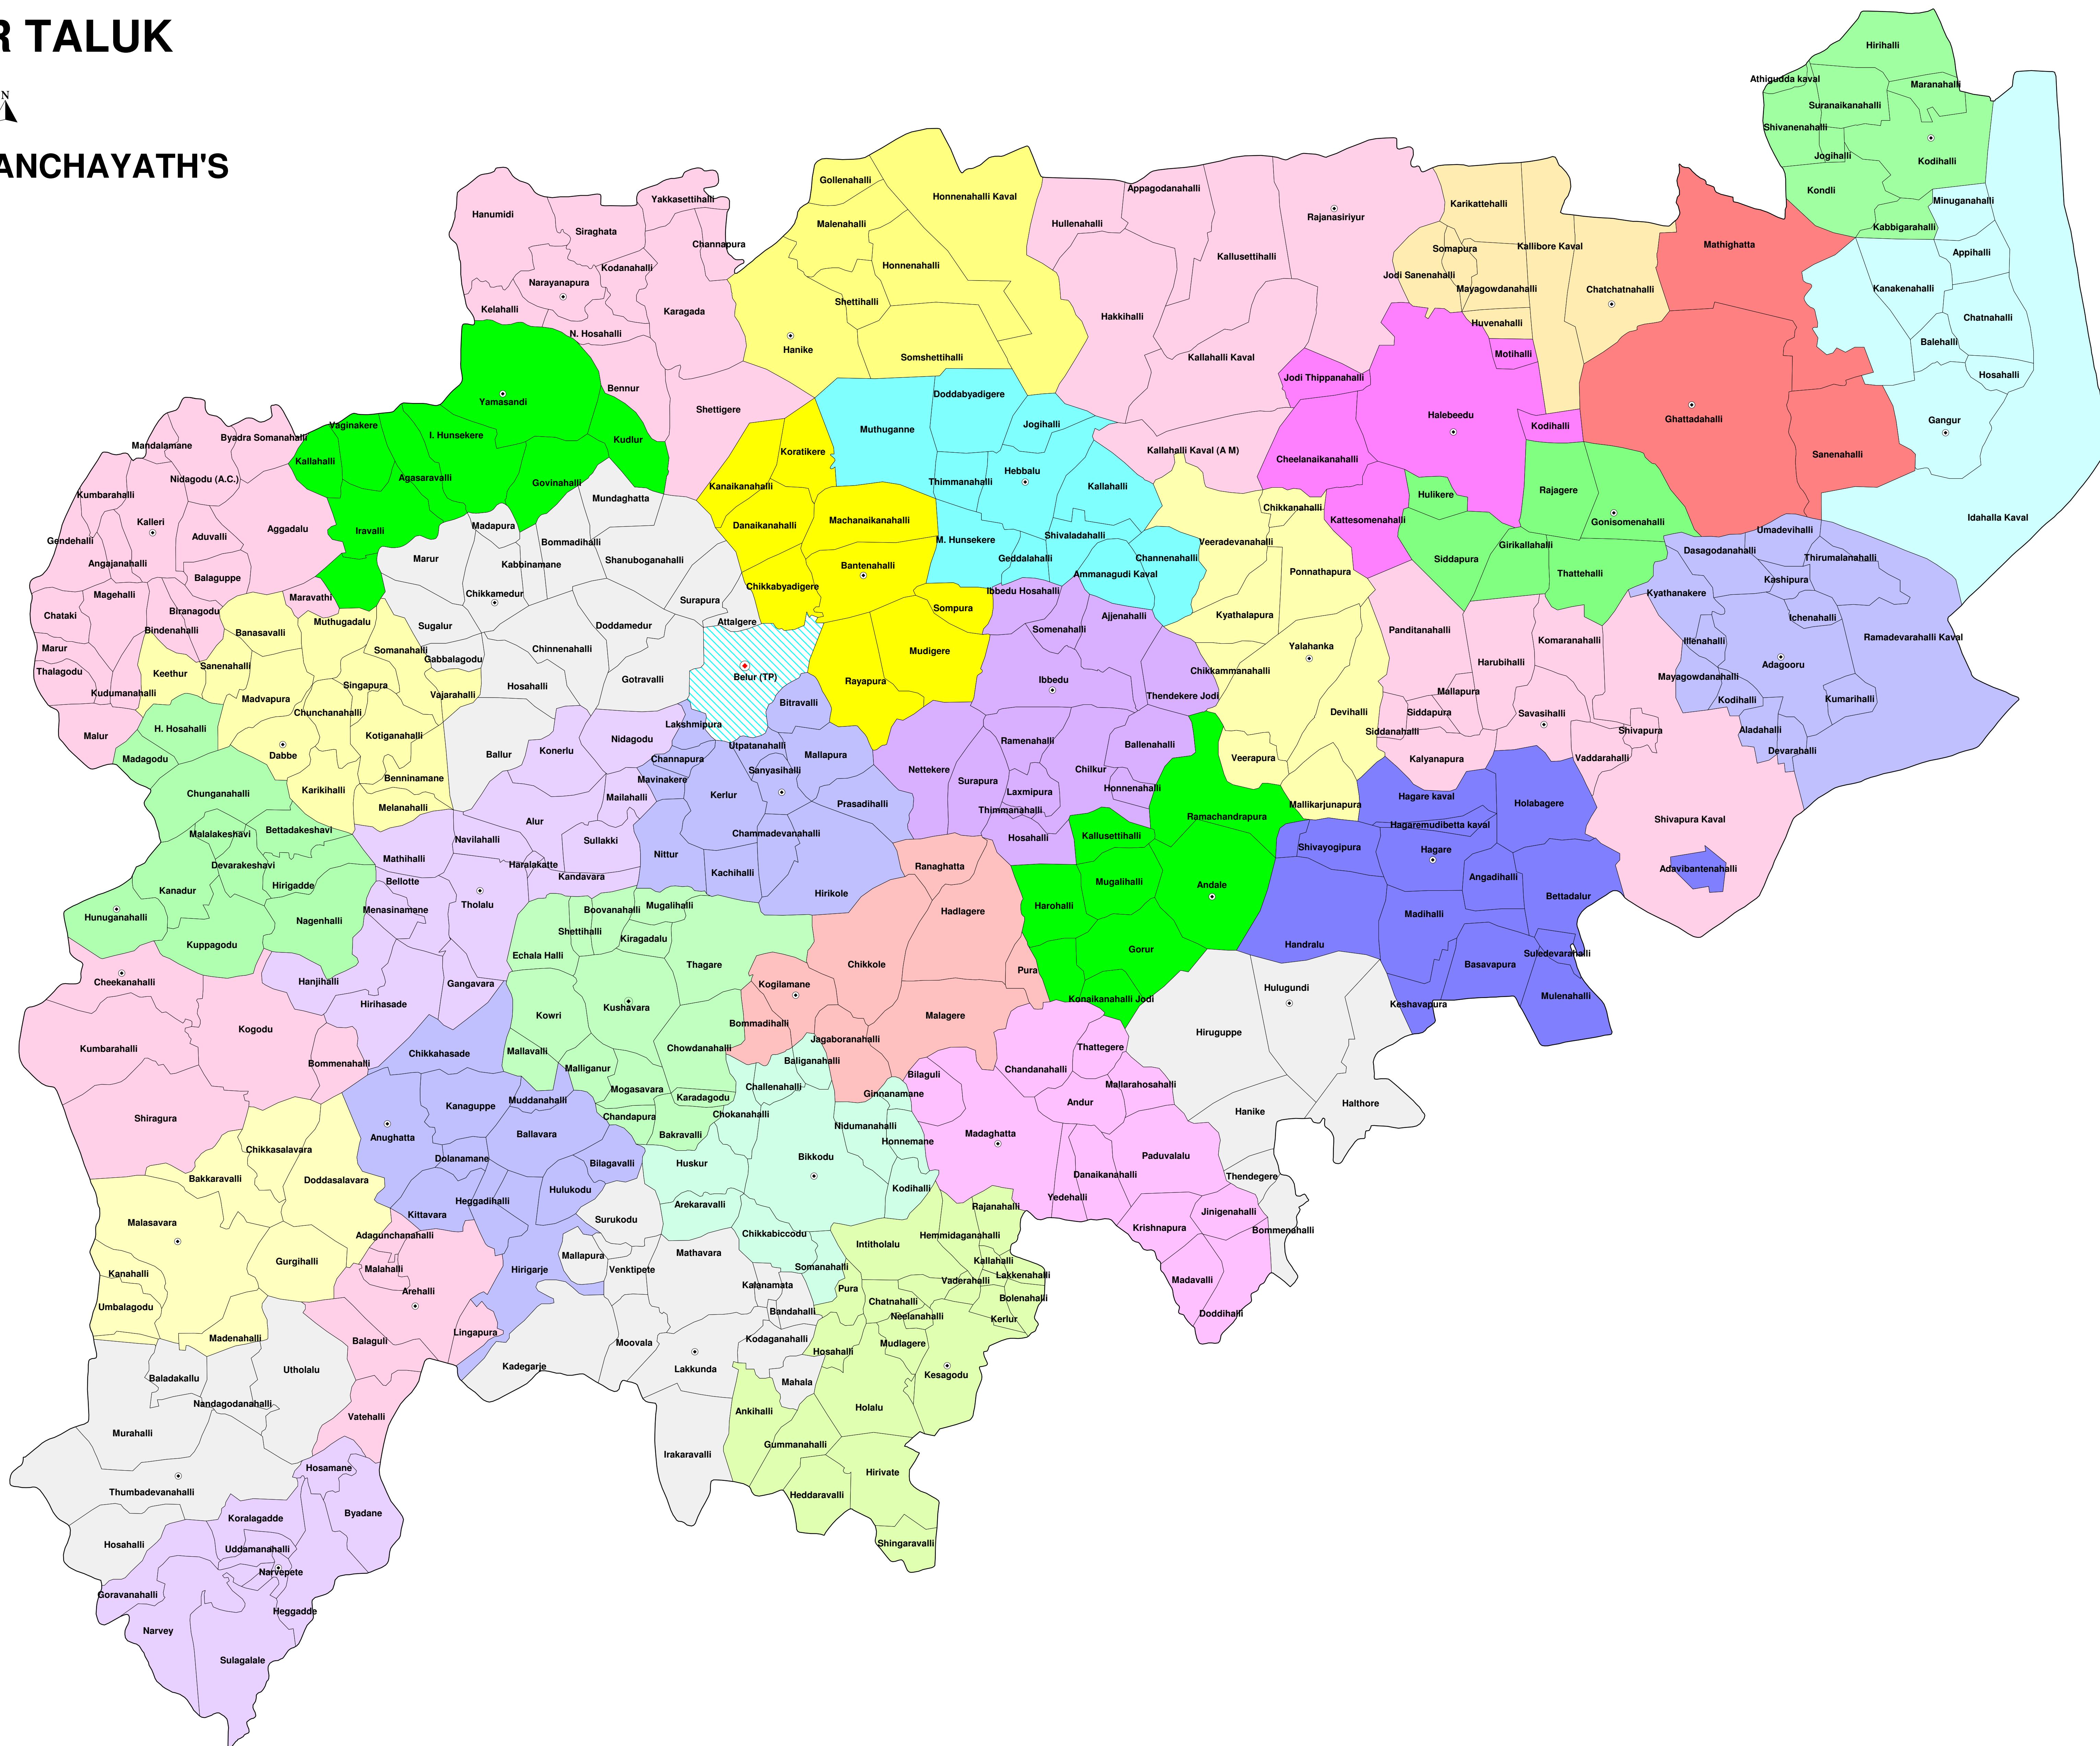 R TALUK
N
ANCHAYATH'S
Hirihalli
Athigudda kaval
Maranahalli
Suranaikanahalli
Shivanenahalli
Jogihalli
Kodihalli
Kondli
Minuganahalli
Kabbigarahalli
Appihalli
Kanakenahalli
Chatnahalli
Balehalli
Hosahalli
Gangur
Idahalla Kaval
Mathighatta
Ghattadahalli
Sanenahalli
Karikattehalli
Somapura
Kallibore Kaval
Jodi Sanenahalli
Mayagowdanahalli
Chatchatnahalli
Huvenahalli
Motihalli
Jodi Thippanahalli
Halebeedu
Kodihalli
Cheelanaikanahalli
Kattesomenahalli
Hulikere
Rajagere
Gonisomenahalli
Girikallahalli
Siddapura
Thattehalli
Appagodanahalli
Hullenahalli
Rajanasiriyur
Kallusettihalli
Hakkihalli
Kallahalli Kaval
Kallahalli Kaval (A M)
Gollenahalli
Honnenahalli Kaval
Malenahalli
Honnenahalli
Shettihalli
Hanike
Somshettihalli
Hanumidi
Yakkasettihalli
Siraghata
Channapura
Kodanahalli
Narayanapura
Kelahalli
Karagada
N. Hosahalli
Bennur
Shettigere
Yamasandi
Vaginakere
I. Hunsekere
Kudlur
Kallahalli
Agasaravalli
Govinahalli
Iravalli
Mandalamane
Byadra Somanahalli
Nidagodu (A.C.)
Kumbarahalli
Kalleri
Aduvalli
Aggadalu
Gendehalli
Angajanahalli
Balaguppe
Magehalli
Maravathi
Chataki
Biranagodu
Bindenahalli
Marur
Thalagodu
Kudumanahalli
Malur
Mundaghatta
Madapura
Bommadihalli
Marur
Kabbinamane
Shanuboganahalli
Chikkamedur
Surapura
Sugalur
Doddamedur
Attalgere
Chinnenahalli
Gabbalagodu
Hosahalli
Gotravalli
Ballur
Belur (TP)
Koratikere
Kanaikanahalli
Danaikanahalli
Machanaikanahalli
Bantenahalli
Chikkabyadigere
Sompura
Mudigere
Rayapura
Muthuganne
Doddabyadigere
Jogihalli
Hebbalu
Thimmanahalli
Kallahalli
M. Hunsekere
Shivaladahalli
Geddalahalli
Channenahalli
Ammanagudi Kaval
Ibbedu Hosahalli
Ajjenahalli
Somenahalli
Ibbedu
Thendekere Jodi
Ramenahalli
Ballenahalli
Nettekere
Surapura
Chilkur
Laxmipura
Honnenahalli
Thimmanahalli
Hosahalli
Chikkanahalli
Veeradevanahalli
Ponnathapura
Kyathalapura
Yalahanka
Chikkammanahalli
Devihalli
Veerapura
Mallikarjunapura
Panditanahalli
Komaranahalli
Harubihalli
Mallapura
Siddapura
Savasihalli
Siddanahalli
Shivapura
Kalyanapura
Vaddarahalli
Shivapura Kaval
Umadevihalli
Dasagodanahalli
Thirumalanahalli
Kashipura
Kyathanakere
Ichenahalli
Illenahalli
Ramadevarahalli Kaval
Adagooru
Mayagowdanahalli
Kodihalli
Kumarihalli
Aladahalli
Devarahalli
Hagare kaval
Holabagere
Hagaremudibetta kaval
Shivayogipura
Hagare
Adavibantenahalli
Angadihalli
Bettadalur
Madihalli
Handralu
Suledevarahalli
Basavapura
Keshavapura
Mulenahalli
Ramachandrapura
Kallusettihalli
Mugalihalli
Andale
Harohalli
Gorur
Konaikanahalli Jodi
Muthugadalu
Banasavalli
Somanahalli
Sanenahalli
Keethur
Singapura
Vajarahalli
Madvapura
Chunchanahalli
Kotiganahalli
Dabbe
Benninamane
Karikihalli
Melanahalli
H. Hosahalli
Madagodu
Chunganahalli
Malalakeshavi
Bettadakeshavi
Devarakeshavi
Hirigadde
Kanadur
Hunuganahalli
Nagenhalli
Kuppagodu
Konerlu
Nidagodu
Mailahalli
Alur
Navilahalli
Sullakki
Mathihalli
Haralakatte
Kandavara
Bellotte
Menasinamane
Tholalu
Hanjihalli
Gangavara
Hirihasade
Bitravalli
Lakshmipura
Utpatanahalli
Mallapura
Channapura
Sanyasihalli
Mavinakere
Kerlur
Prasadihalli
Chammadevanahalli
Nittur
Kachihalli
Hirikole
Mugalihalli
Boovanahalli
Shettihalli
Kiragadalu
Echala Halli
Thagare
Kushavara
Kowri
Chowdanahalli
Mallavalli
Malliganur
Mogasavara
Karadagodu
Chandapura
Bakravalli
Ranaghatta
Hadlagere
Chikkole
Pura
Kogilamane
Malagere
Bommadihalli
Jagaboranahalli
Cheekanahalli
Kogodu
Kumbarahalli
Bommenahalli
Shiragura
Chikkahasade
Kanaguppe
Muddanahalli
Anughatta
Ballavara
Dolanamane
Bilagavalli
Hulukodu
Heggadihalli
Kittavara
Hirigarje
Baliganahalli
Challenahalli
Ginnanamane
Chokanahalli
Nidumanahalli
Honnemane
Huskur
Bikkodu
Kodihalli
Arekaravalli
Chikkabiccodu
Somanahalli
Thattegere
Chandanahalli
Bilaguli
Mallarahosahalli
Andur
Madaghatta
Paduvalalu
Danaikanahalli
Yedehalli
Jinigenahalli
Krishnapura
Madavalli
Doddihalli
Hulugundi
Hiruguppe
Hanike
Halthore
Thendegere
Bommenahalli
Chikkasalavara
Bakkaravalli
Doddasalavara
Malasavara
Gurgihalli
Kanahalli
Umbalagodu
Madenahalli
Adagunchanahalli
Malahalli
Arehalli
Lingapura
Balaguli
Vatehalli
Surukodu
Mallapura
Mathavara
Venktipete
Kalanamata
Bandahalli
Moovala
Kodaganahalli
Kadegarje
Lakkunda
Mahala
Irakaravalli
Rajanahalli
Hemmidaganahalli
Intitholalu
Kallahalli
Lakkenahalli
Vaderahalli
Pura
Bolenahalli
Chatnahalli
Neelanahalli
Kerlur
Mudlagere
Hosahalli
Kesagodu
Ankihalli
Holalu
Gummanahalli
Hirivate
Heddaravalli
Shingaravalli
Utholalu
Baladakallu
Nandagodanahalli
Murahalli
Thumbadevanahalli
Hosahalli
Hosamane
Byadane
Koralagadde
Uddamanahalli
Narvepete
Goravanahalli
Heggadde
Narvey
Sulagalale